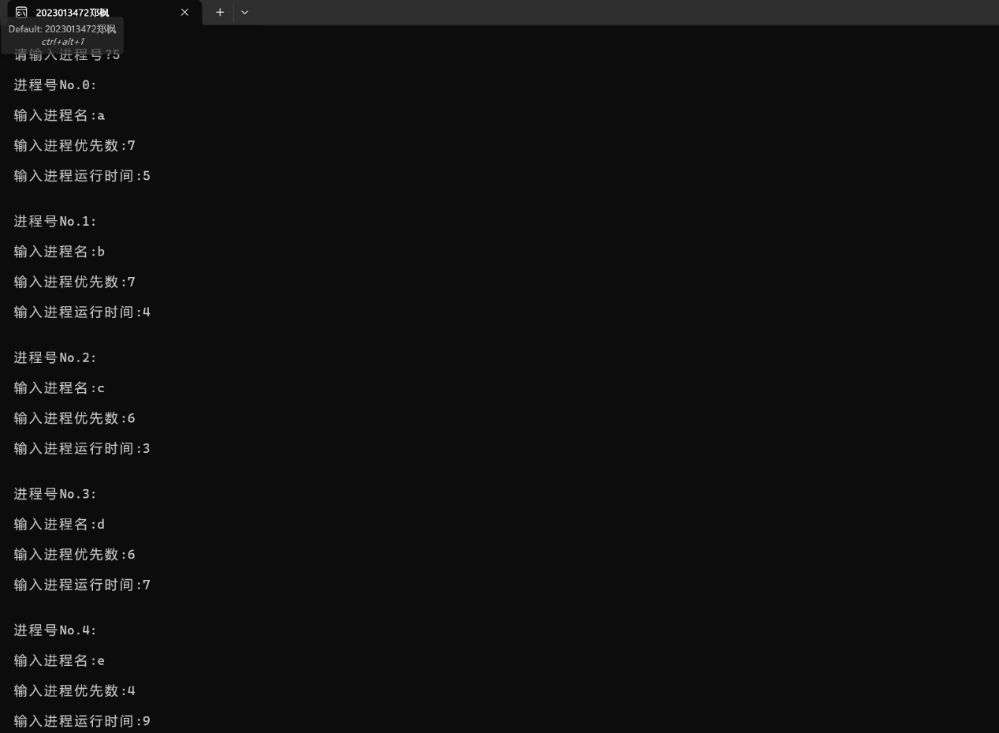 2023013472郑枫
Default: 2023013472郑枫
ctrl+alt+1
请输入进程号?5
进程号No.0:
输入进程名:a
输入进程优先数:7
输入进程运行时间:5
进程号No.1:
输入进程名:b
输入进程优先数:7
输入进程运行时间:4
进程号No.2:
输入进程名:c
输入进程优先数:6
输入进程运行时间:3
进程号No.3:
输入进程名:d
输入进程优先数:6
输入进程运行时间:7
进程号No.4:
输入进程名:e
输入进程优先数:4
输入进程运行时间:9